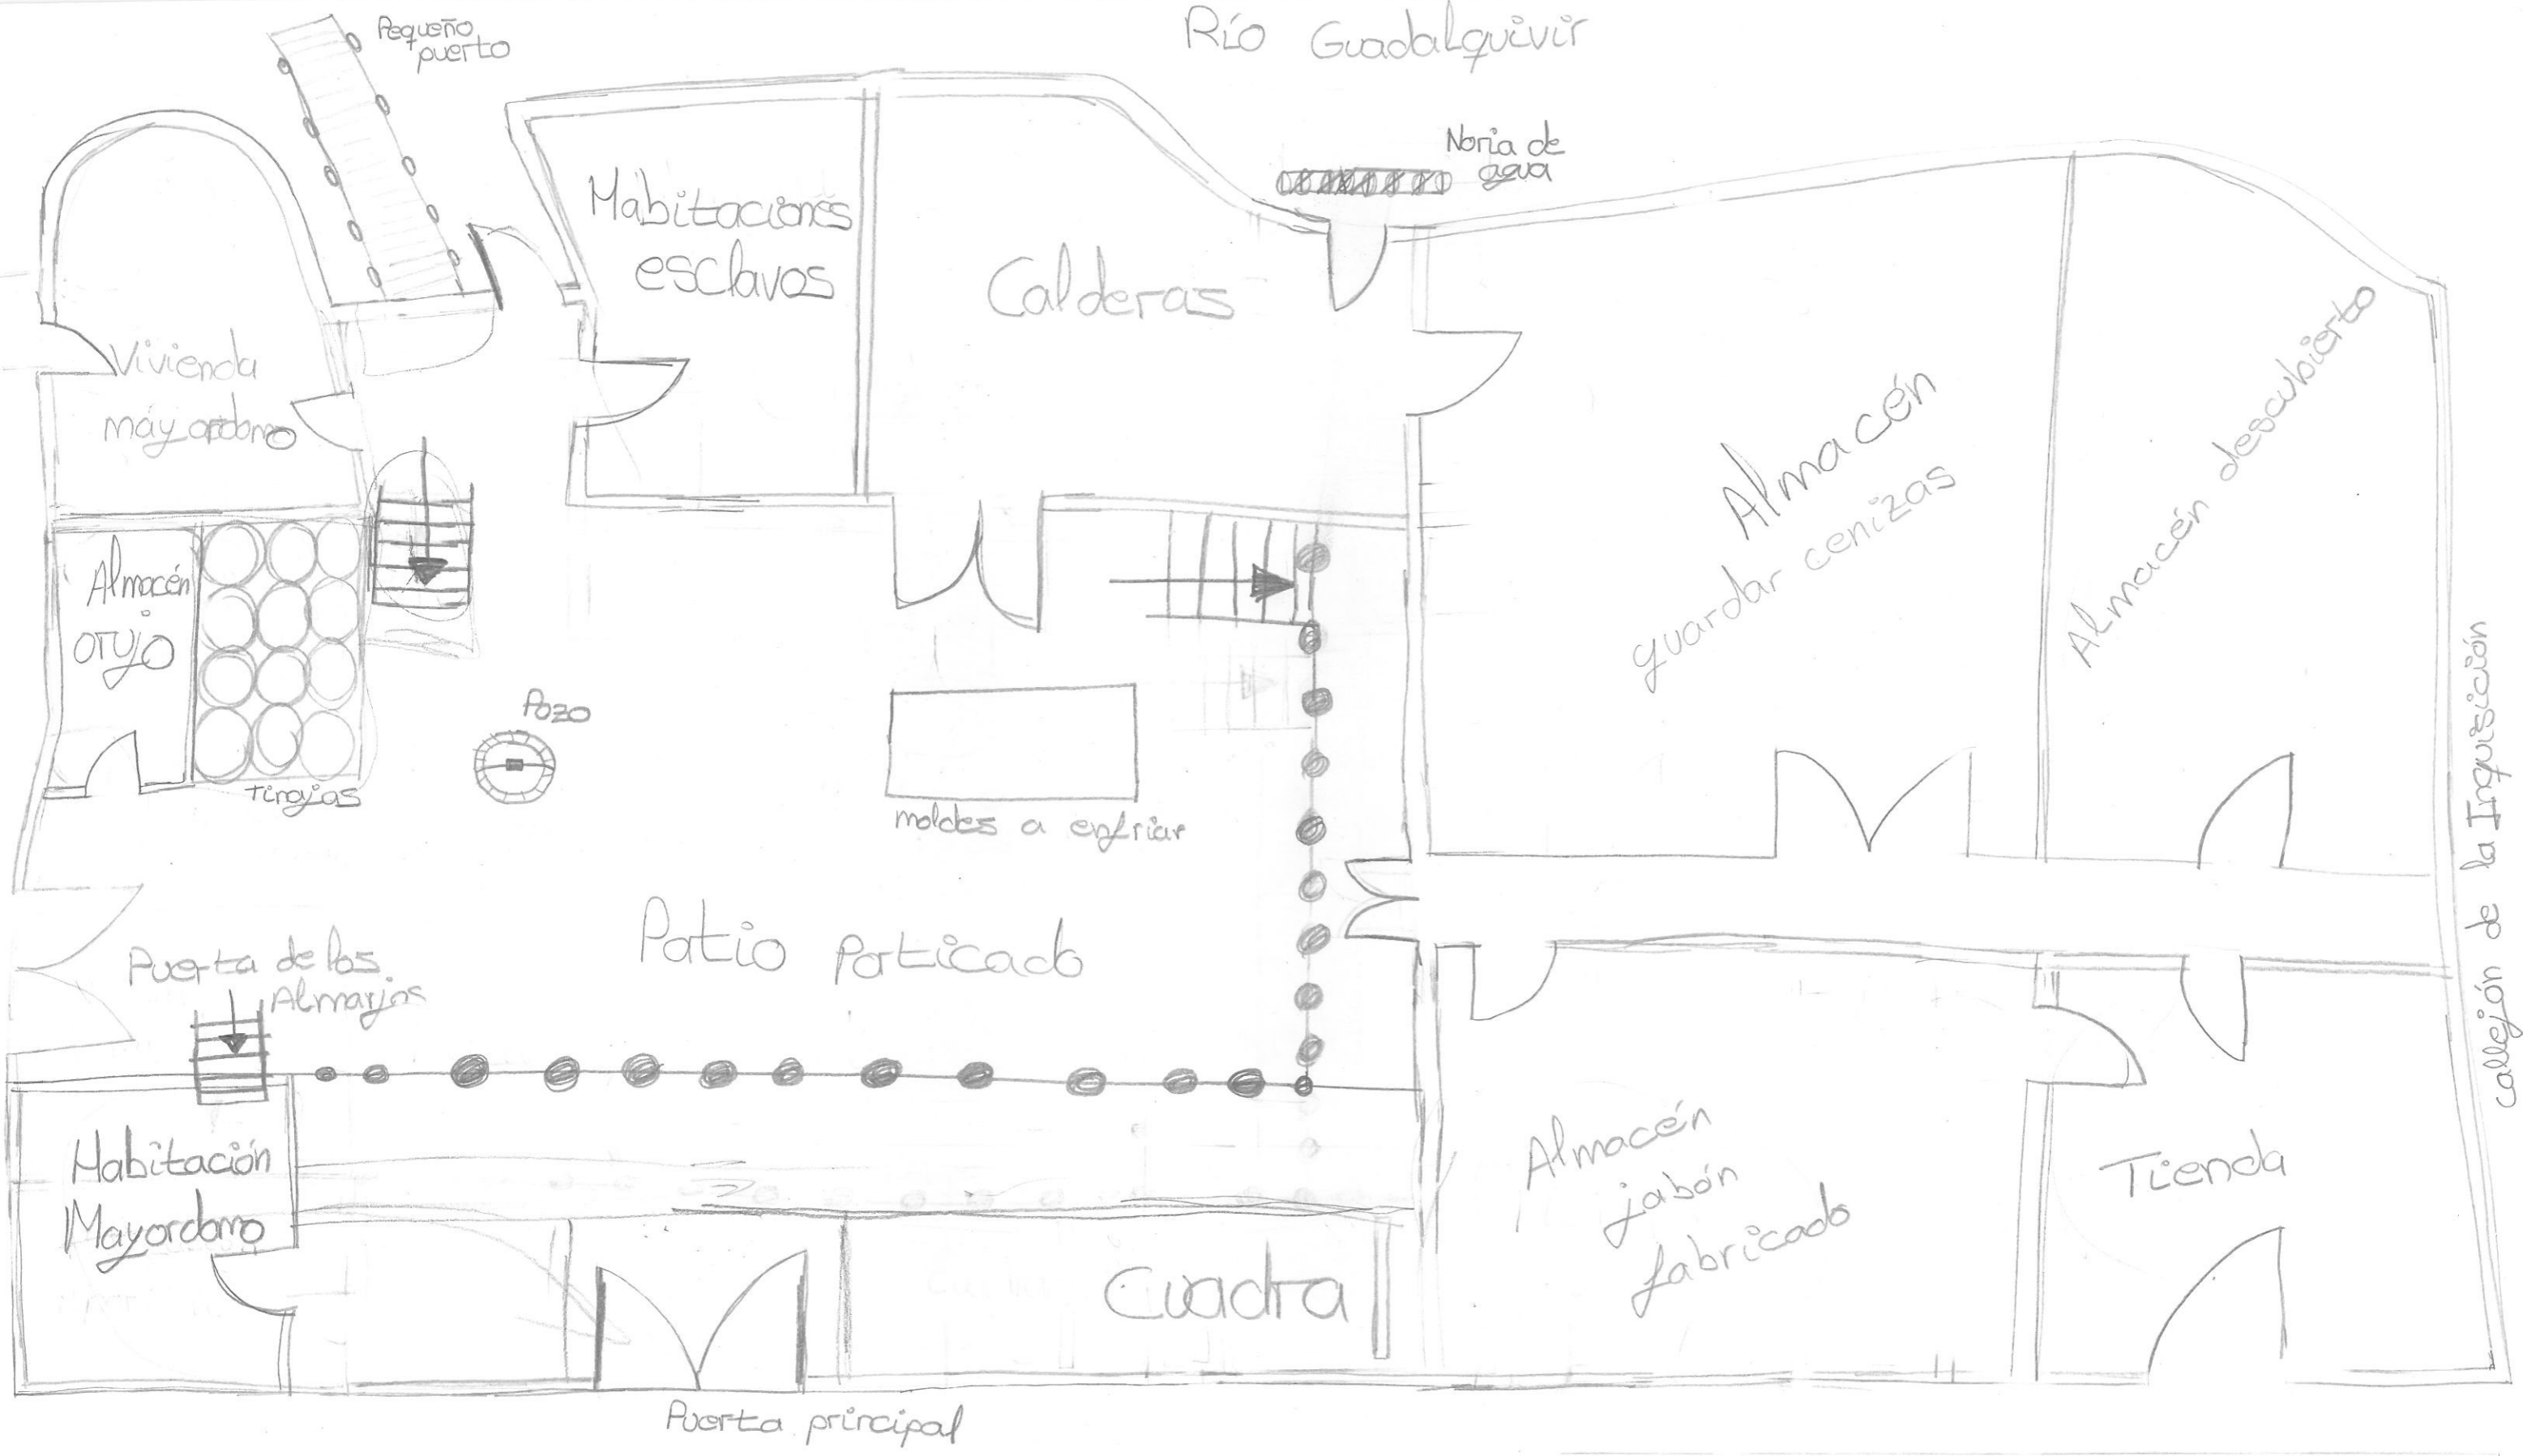 Pequeño
puerto
Río Guadalquivir
Noria de
agua
Habitaciones
esclavos
Calderas
Vivienda
mayordomo
Almacén
guardar cenizas
Almacén descubierto
Almacén
orujo
Tinajas
Pozo
moldes a enfriar
callejón de la Inquisición
Patio Porticado
Puerta de los
Almarjos
Habitación
Mayordomo
Cuadra
Almacén
jabón
fabricado
Tienda
Puerta principal